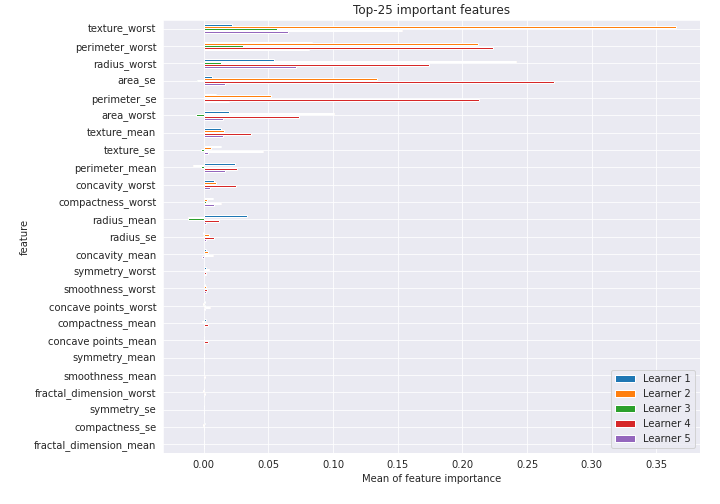 Top-25 important features
texture_worst
perimeter_worst
radius_worst
area_se
perimeter_se
area_worst
texture_mean
texture_se
perimeter_mean
concavity_worst
compactness_worst
radius_mean
radius_se
concavity_mean
symmetry_worst
smoothness_worst
concave points_worst
compactness_mean
concave points_mean
symmetry_mean
smoothness_mean
fractal_dimension_worst
symmetry_se
compactness_se
fractal_dimension_mean
feature
Learner 1
Learner 2
Learner 3
Learner 4
Learner 5
0.00 0.05 0.10 0.15 0.20 0.25 0.30 0.35
Mean of feature importance